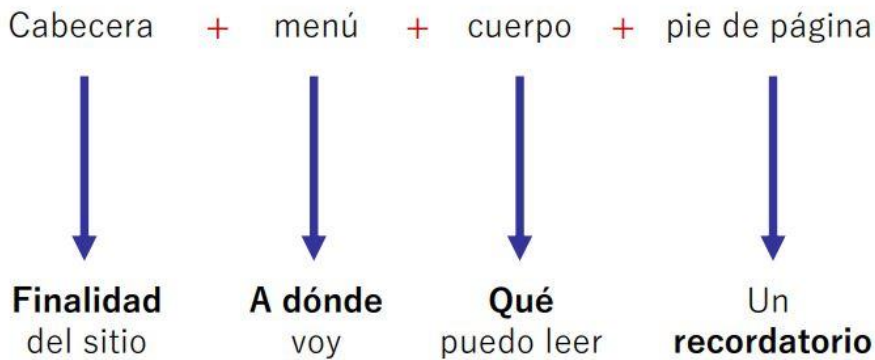 Cabecera + menú + cuerpo + pie de página
Finalidad A dónde Qué Un
del sitio voy puedo leer recordatorio